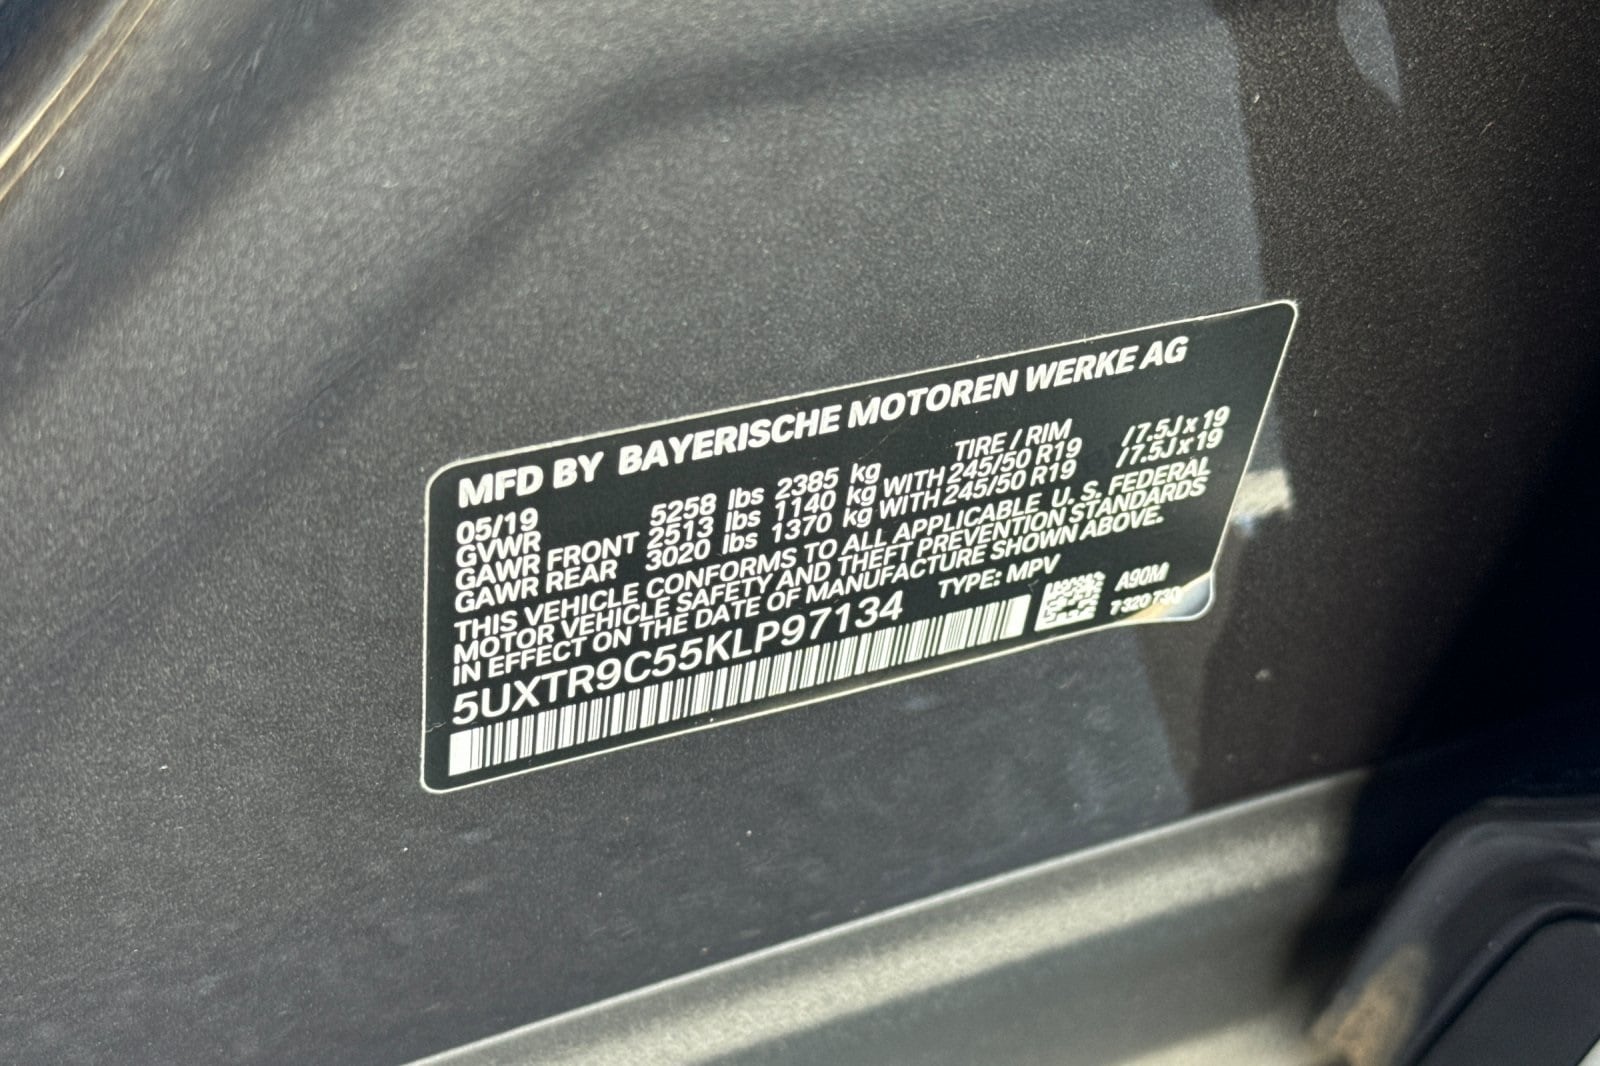 MFD BY BAYERISCHE MOTOREN WERKE AG
05/19 TIRE / RIM
GVWR 5258 lbs 2385 kg
GAWR FRONT 2513 lbs 1140 kg WITH 245/50 R19 /7.5J x 19
GAWR REAR 3020 lbs 1370 kg WITH 245/50 R19 /7.5J x 19
THIS VEHICLE CONFORMS TO ALL APPLICABLE U. S. FEDERAL
MOTOR VEHICLE SAFETY AND THEFT PREVENTION STANDARDS
IN EFFECT ON THE DATE OF MANUFACTURE SHOWN ABOVE.
5UXTR9C55KLP97134 TYPE: MPV
A90M
7 320 730